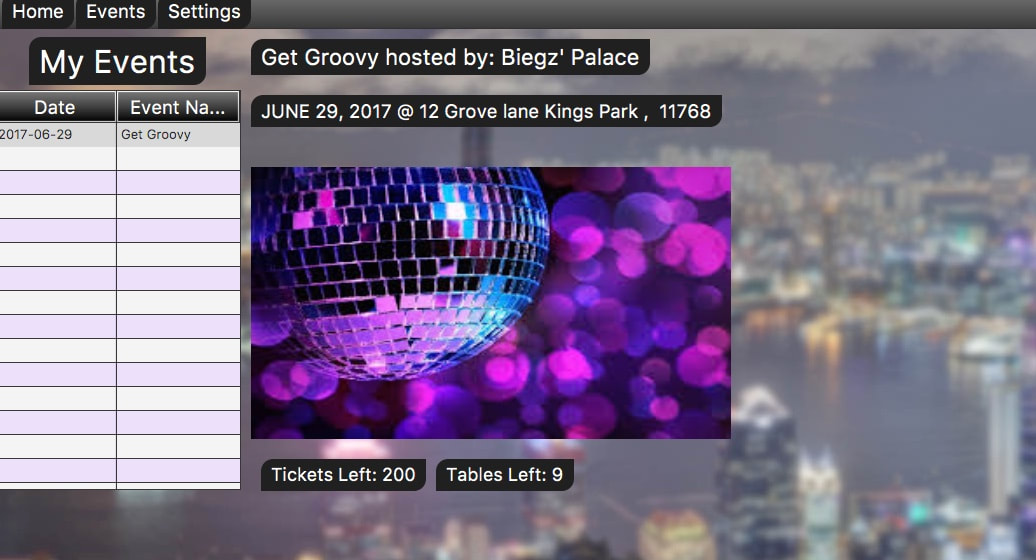 Home Events Settings
My Events
Date Event Na...
2017-06-29 Get Groovy
Get Groovy hosted by: Biegz' Palace
JUNE 29, 2017 @ 12 Grove lane Kings Park , 11768
Tickets Left: 200 Tables Left: 9